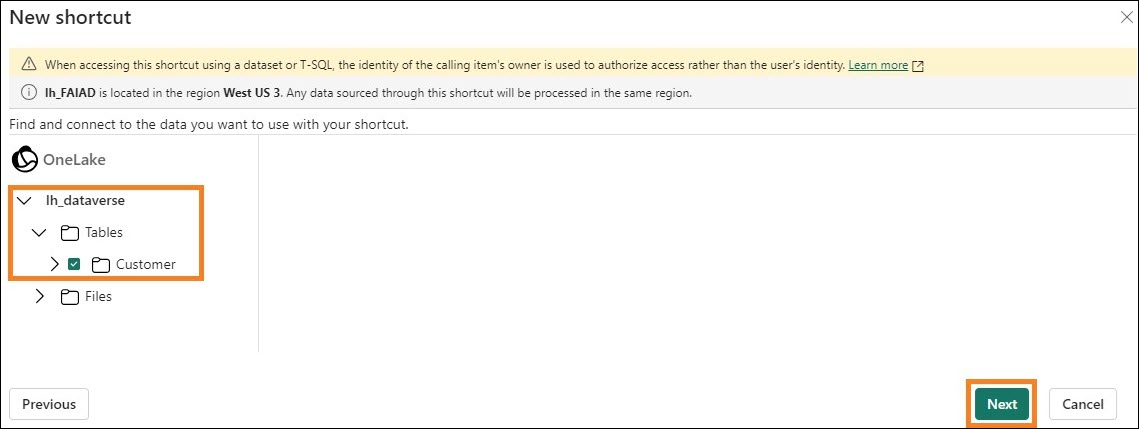 New shortcut
When accessing this shortcut using a dataset or T-SQL, the identity of the calling item's owner is used to authorize access rather than the user's identity. Learn more
lh_FAIAD is located in the region West US 3. Any data sourced through this shortcut will be processed in the same region.
Find and connect to the data you want to use with your shortcut.
OneLake
lh_dataverse
Tables
Customer
Files
Previous
Next
Cancel